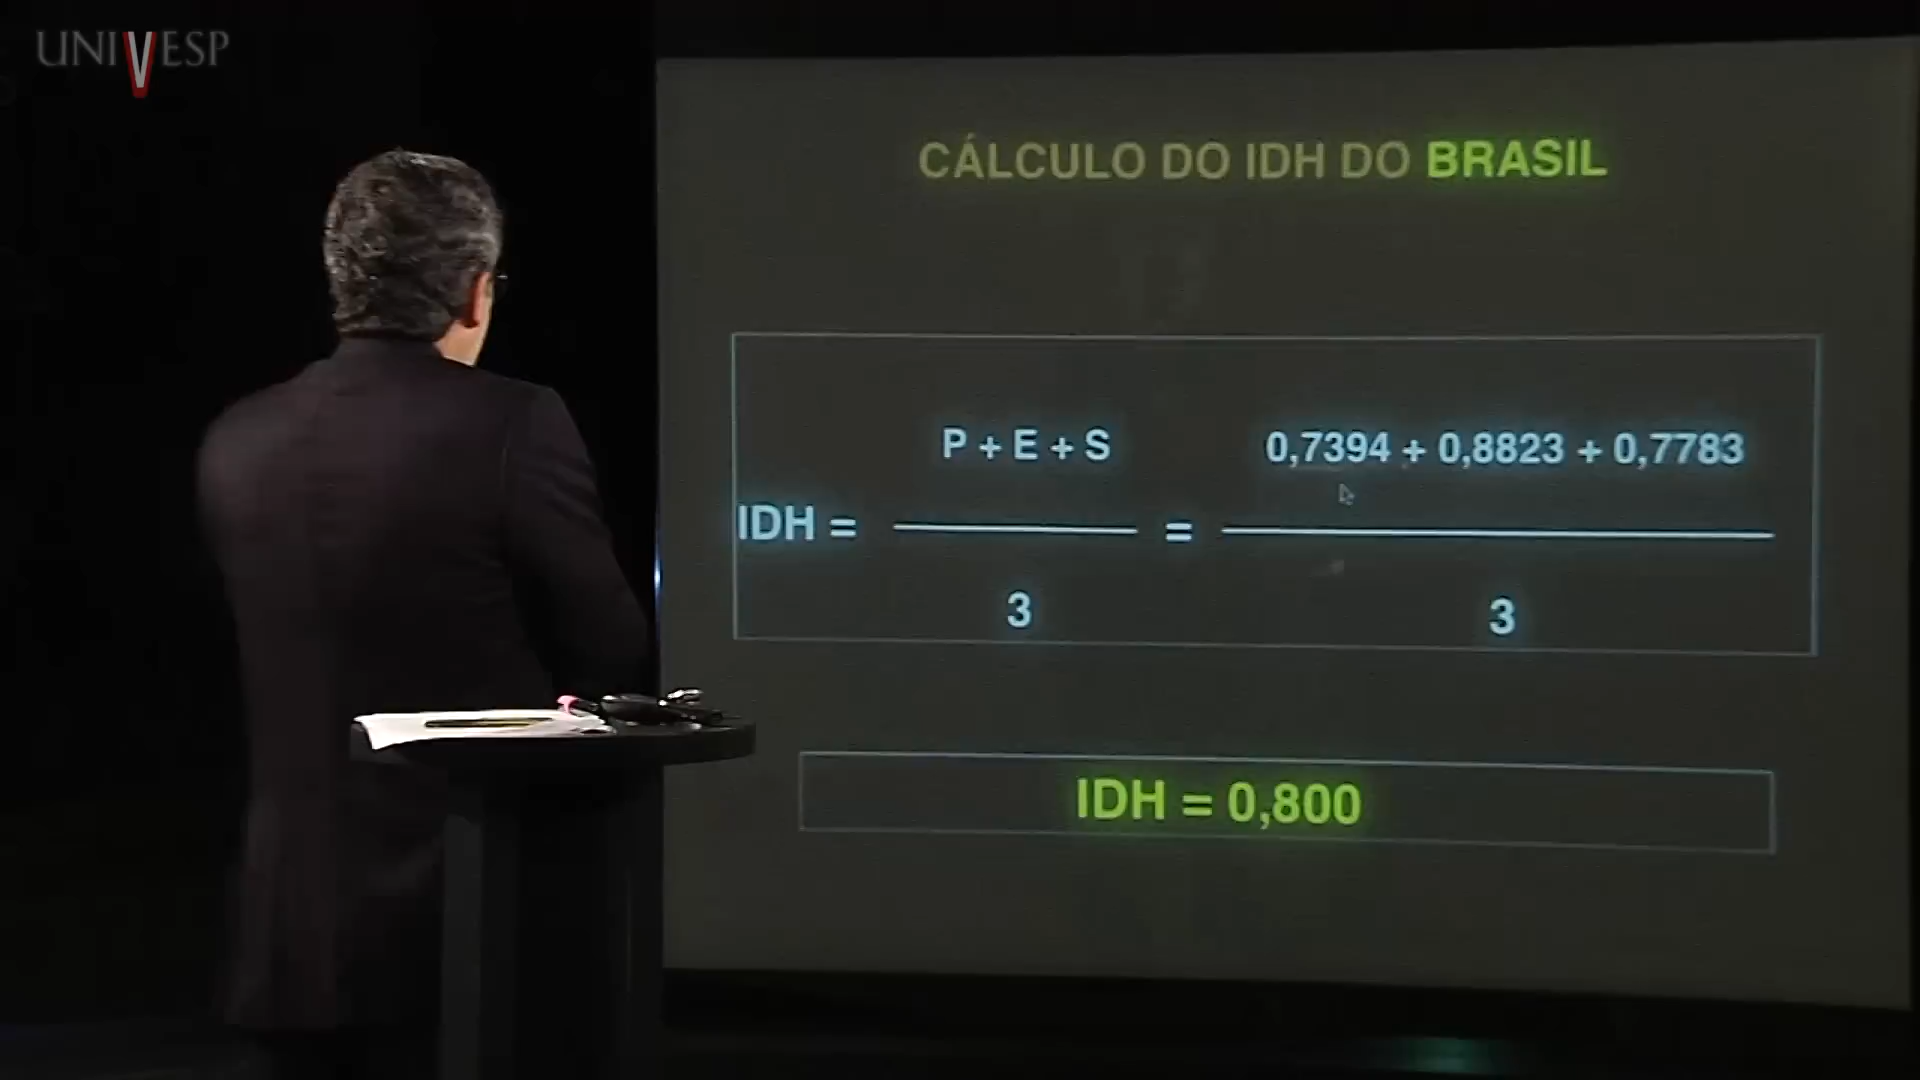 UNIVESP
CÁLCULO DO IDH DO BRASIL
P + E + S
0,7394 + 0,8823 + 0,7783
IDH =
=
3
3
IDH = 0,800